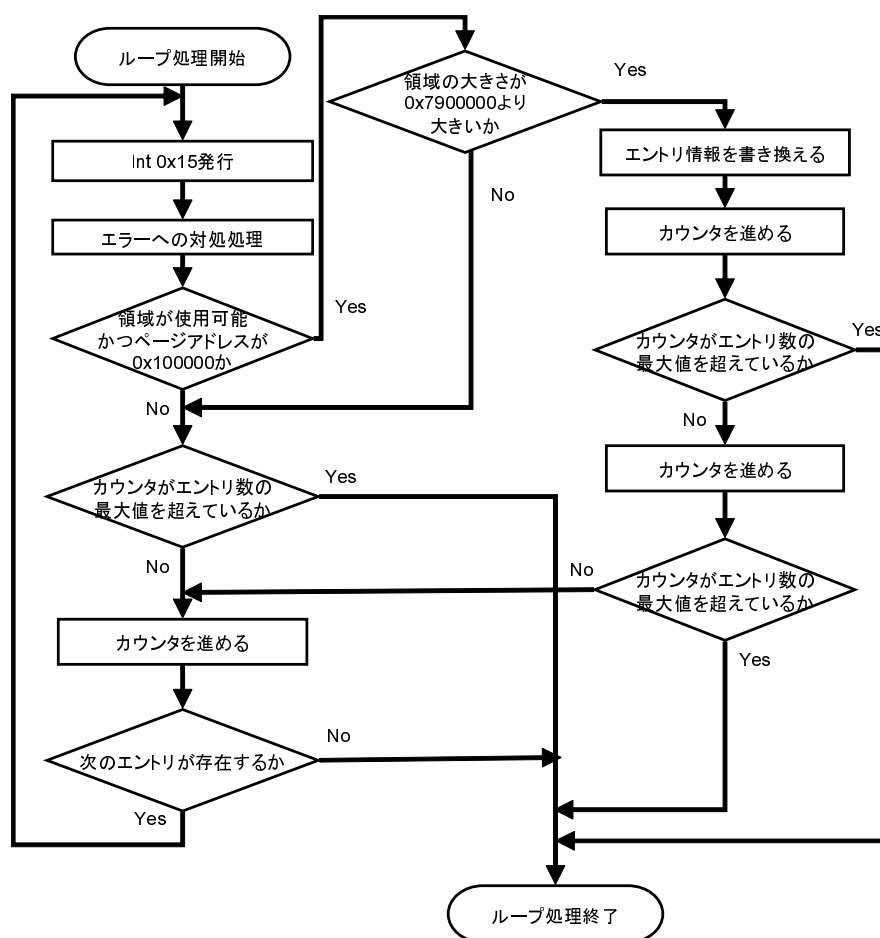 ループ処理開始
Int 0x15発行
エラーへの対処処理
領域が使用可能
かつページアドレスが
0x100000か
Yes
No
領域の大きさが
0x7900000より
大きいか
Yes
No
エントリ情報を書き換える
カウンタを進める
カウンタがエントリ数の
最大値を超えているか
Yes
No
カウンタを進める
カウンタがエントリ数の
最大値を超えているか
No
Yes
カウンタがエントリ数の
最大値を超えているか
Yes
No
カウンタを進める
次のエントリが存在するか
No
Yes
ループ処理終了